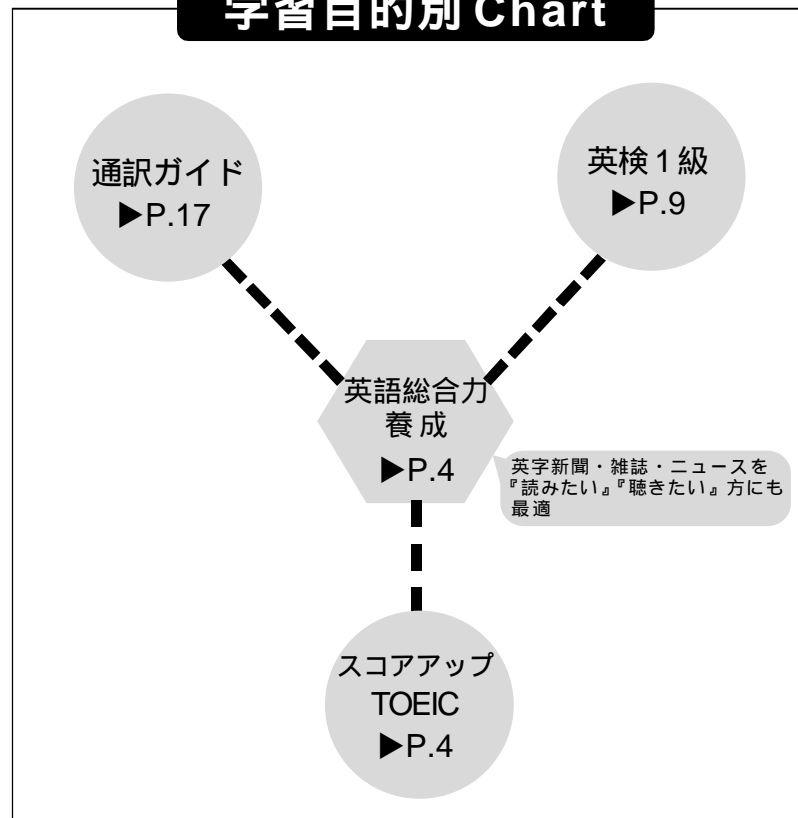 学習目的別 Chart
通訳ガイド
▶P.17
英検1級
▶P.9
英語総合力
養成
▶P.4
英字新聞・雑誌・ニュースを
『読みたい』『聴きたい』方にも
最適
スコアアップ
TOEIC
▶P.4